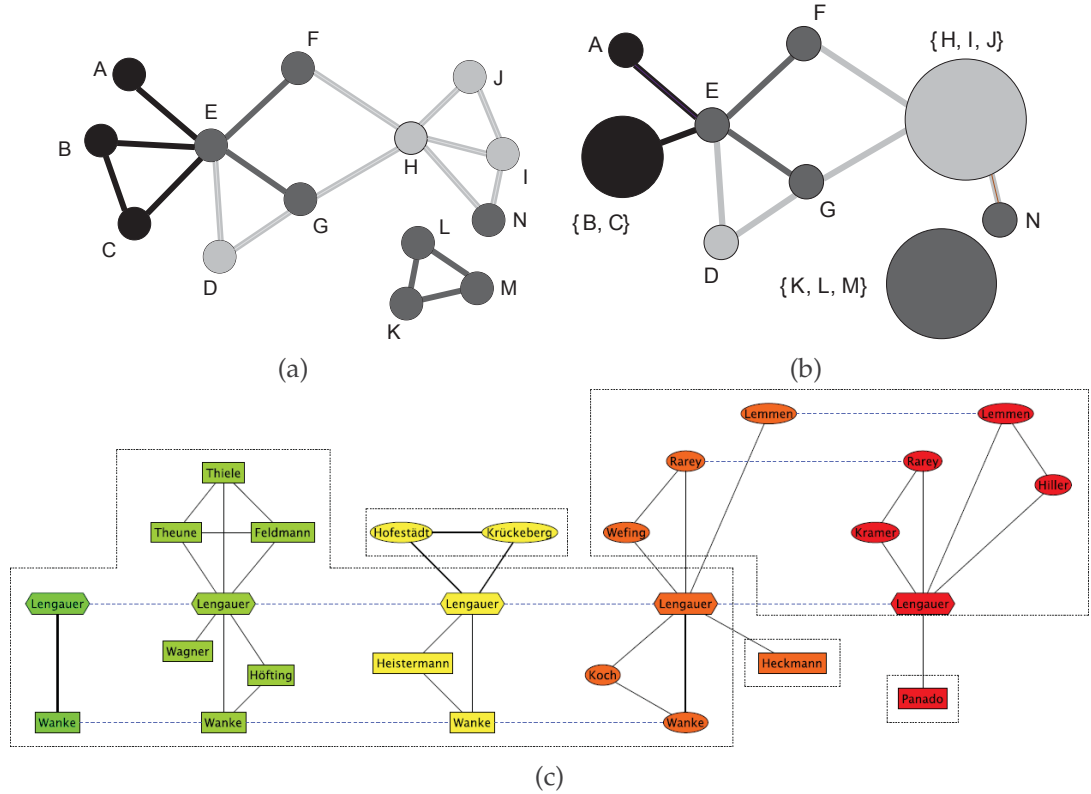 A
B
C
D
E
F
G
H
J
I
N
L
M
K
(a)
A
E
F
{H, I, J}
{B, C}
G
D
N
{K, L, M}
(b)
Lemmen
Lemmen
Thiele
Rarey
Rarey
Hiller
Theune
Feldmann
Hofestädt
Krückeberg
Wefing
Kramer
Lengauer
Lengauer
Lengauer
Lengauer
Lengauer
Wagner
Höfting
Heistermann
Koch
Heckmann
Panado
Wanke
Wanke
Wanke
Wanke
(c)